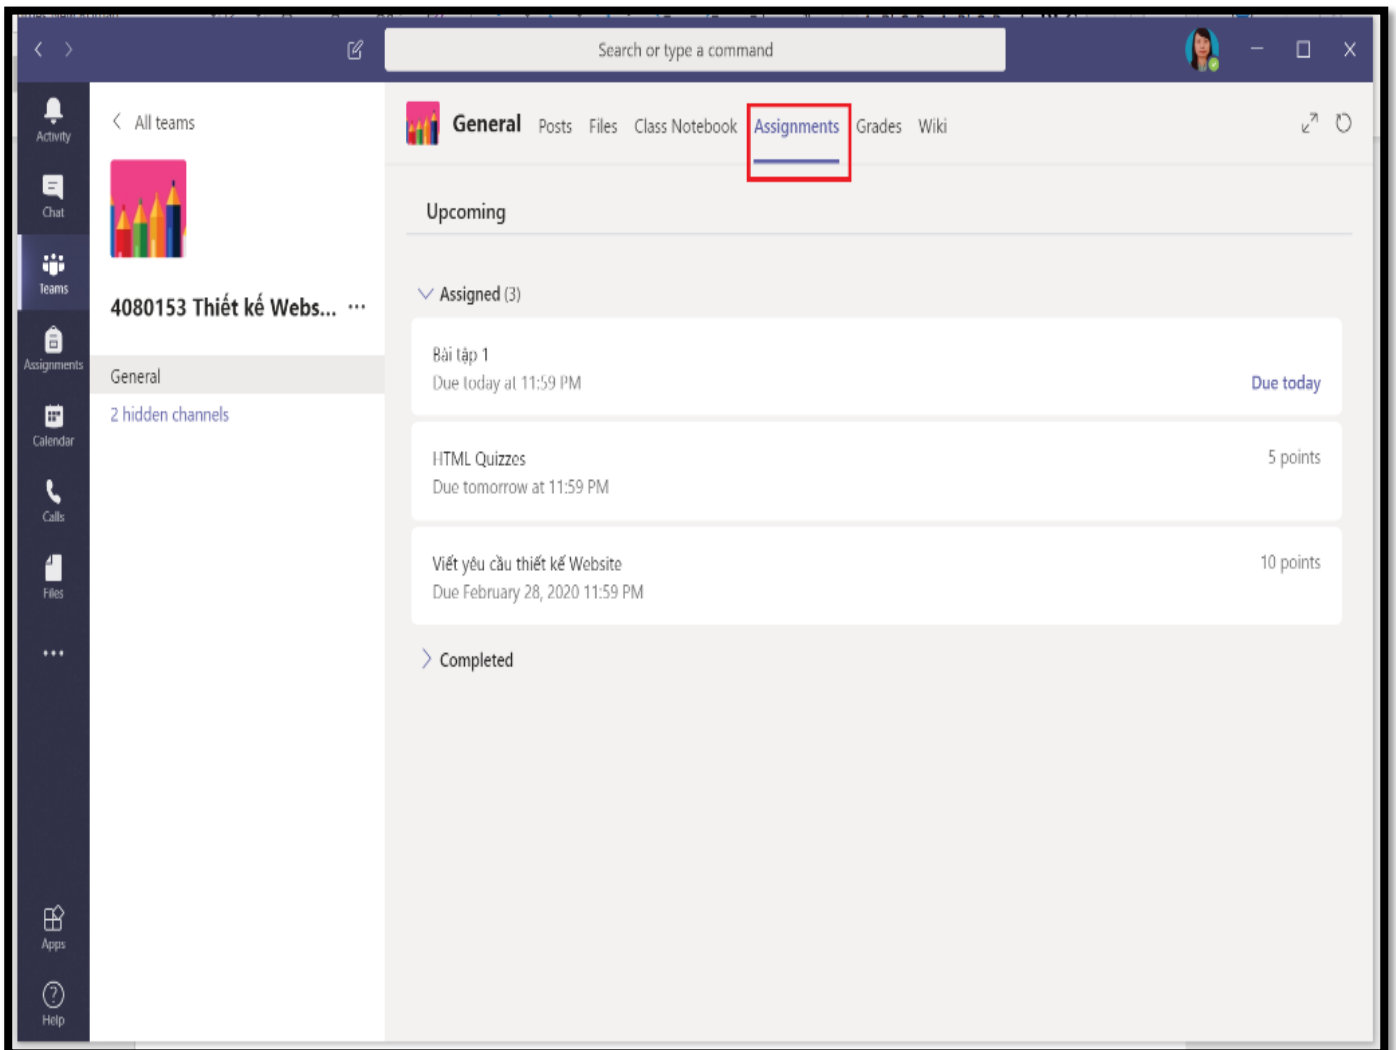 Search or type a command
Activity
Chat
Teams
Assignments
Calendar
Calls
Files
Apps
Help
All teams
4080153 Thiết kế Webs... ...
General
2 hidden channels
General Posts Files Class Notebook Assignments Grades Wiki
Upcoming
Assigned (3)
Bài tập 1
Due today at 11:59 PM
Due today
HTML Quizzes
5 points
Due tomorrow at 11:59 PM
Viết yêu cầu thiết kế Website
10 points
Due February 28, 2020 11:59 PM
Completed